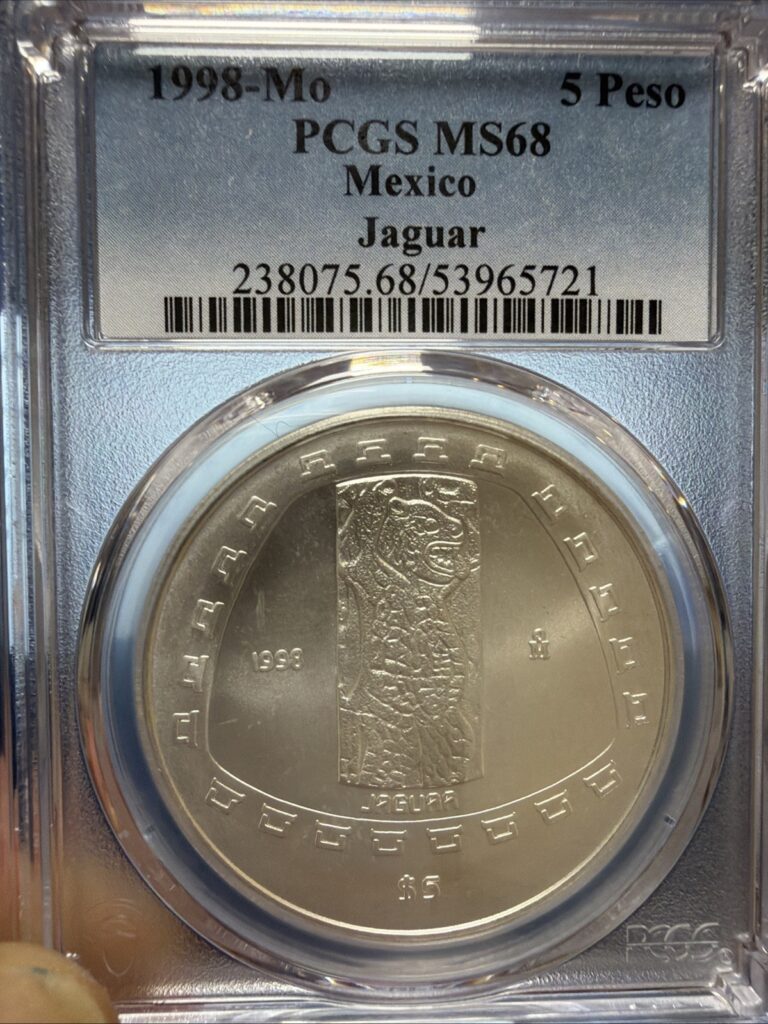 1998-Mo 5 Peso
PCGS MS68
Mexico
Jaguar
238075.68/53965721
1998 M̊
JAGUAR
$5
PCGS